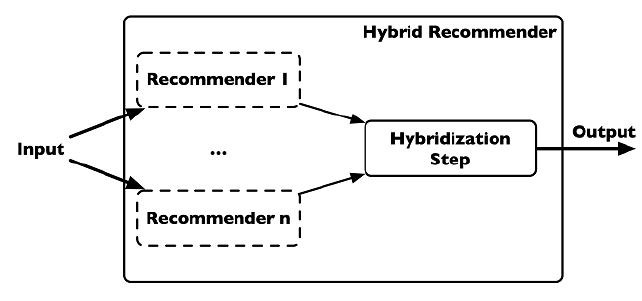 Hybrid Recommender
Recommender 1
Input
...
Hybridization
Step
Output
Recommender n